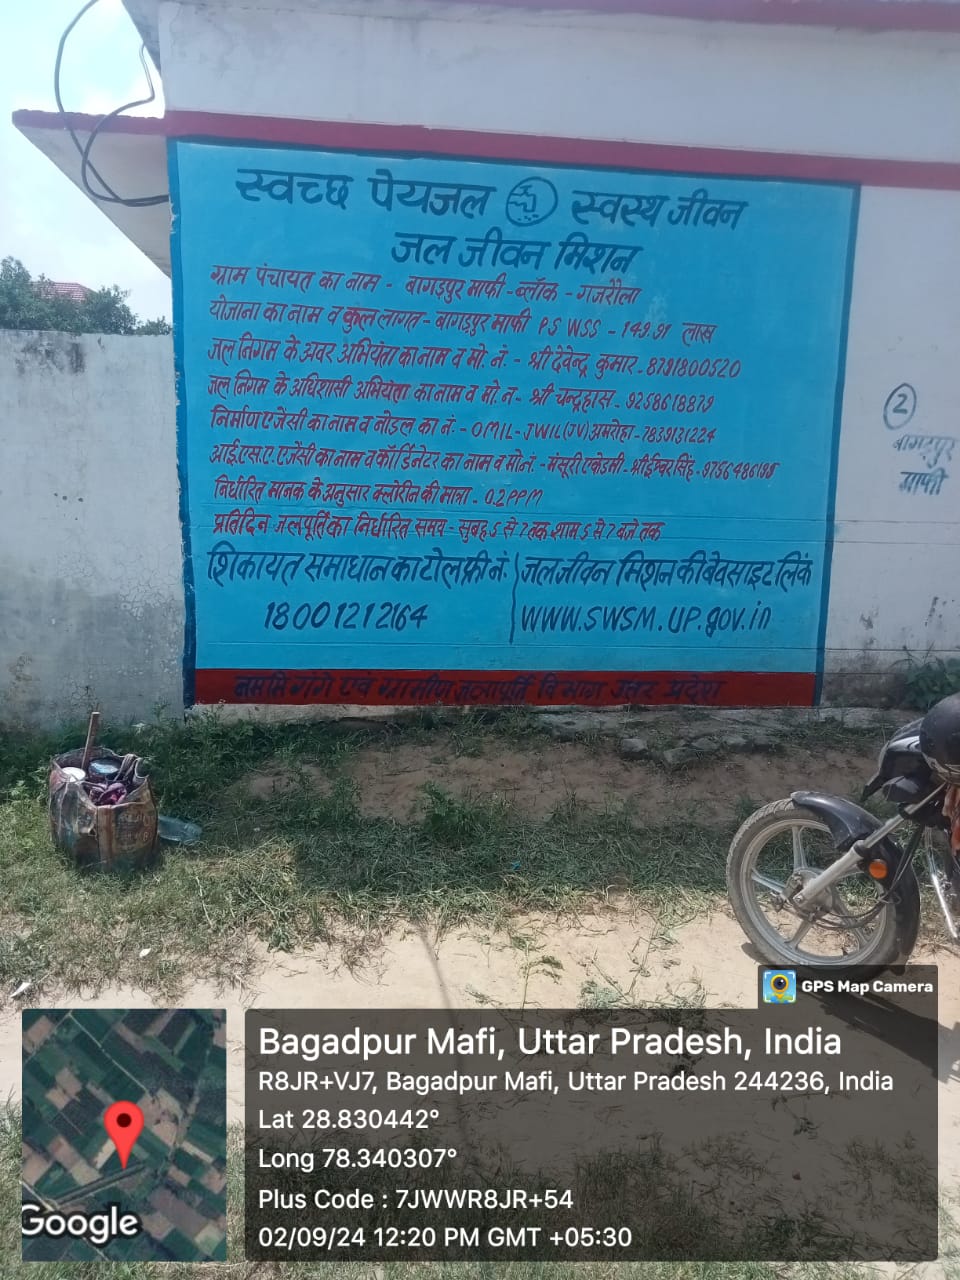 स्वच्छ पेयजल स्वस्थ जीवन
जल जीवन मिशन
ग्राम पंचायत का नाम - बागड़पुर माफी - ब्लॉक - गजरौला
योजाना का नाम व कुल लागत - बागड़पुर माफी P.S WSS - 149.91 लाख
जल निगम के अवर अभियंता का नाम व मो. नं. - श्री देवेन्द्र कुमार - 8791800520
जल निगम के अधिशासी अभियंता का नाम व मो. न - श्री चन्द्रहास - 9258618879
निर्माण एजेंसी का नाम व नोडल का नं. - OMIL - JWIL (JV) अमरोहा - 7839131224
आई.एस.ए. एजेंसी का नाम व कॉर्डिनेटर का नाम व मो नं. - मंसूरी एकेडमी - श्री ईश्वर सिंह -
निर्धारित मानक के अनुसार क्लोरीन की मात्रा - 0.2 PPM
प्रतिदिन जलपूर्ति का निर्धारित समय - सुबह 5 से 7 तक शाम 5 से 7 बजे तक
शिकायत समाधान का टोल फ्री नं.
18001212164
जल जीवन मिशन की बेवसाइट लिंक
WWW.SWSM.UP.gov.in
नमामि गंगे एवं ग्रामीण जलापूर्ति विभाग उत्तर प्रदेश
2
बागड़पुर
माफी
GPS Map Camera
Bagadpur Mafi, Uttar Pradesh, India
R8JR+VJ7, Bagadpur Mafi, Uttar Pradesh 244236, India
Lat 28.830442°
Long 78.340307°
Plus Code : 7JWWR8JR+54
02/09/24 12:20 PM GMT +05:30
Google